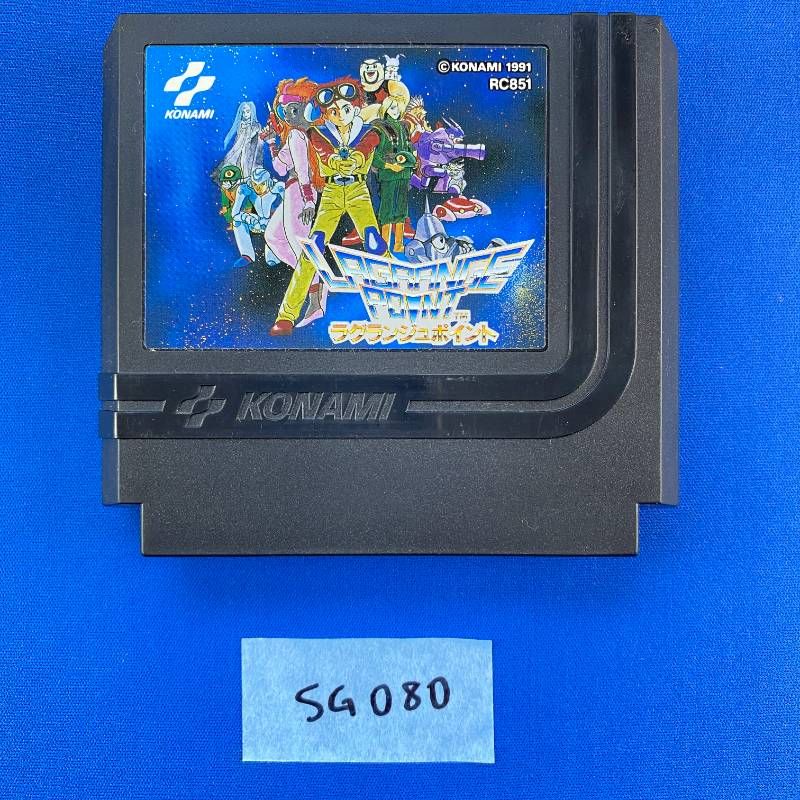 KONAMI
©KONAMI 1991
RC851
LAGRANGE
POINT
TM
ラグランジュポイント
KONAMI
SG080